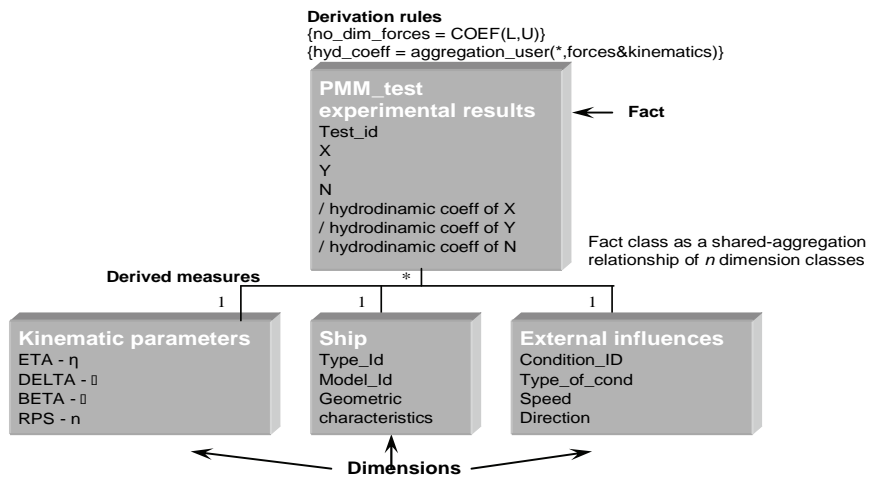 Derivation rules
{no_dim_forces = COEF(L,U)}
{hyd_coeff = aggregation_user(*,forces&kinematics)}
PMM_test
experimental results
Test_id
X
Y
N
/ hydrodinamic coeff of X
/ hydrodinamic coeff of Y
/ hydrodinamic coeff of N
Fact
Fact class as a shared-aggregation
relationship of n dimension classes
Derived measures
*
1
1
1
Kinematic parameters
ETA - η
DELTA - ▯
BETA - ▯
RPS - n
Ship
Type_Id
Model_Id
Geometric
characteristics
External influences
Condition_ID
Type_of_cond
Speed
Direction
Dimensions